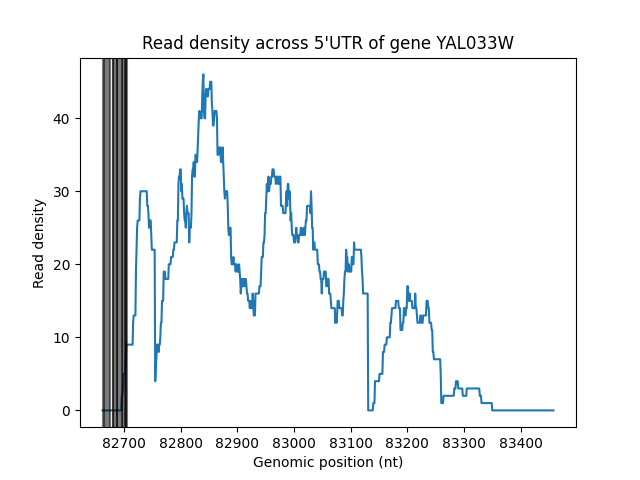 Read density across 5'UTR of gene YAL033W
40
30
20
10
0
Read density
82700 82800 82900 83000 83100 83200 83300 83400
Genomic position (nt)